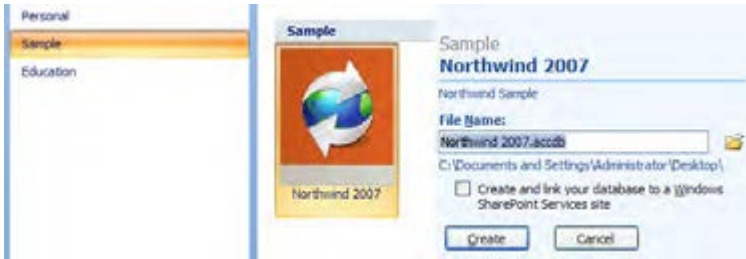 Personal
Sample
Education
Sample
Northwind 2007
Sample
Northwind 2007
Northwind Sample
File Name:
Northwind 2007.accdb
C:\Documents and Settings\Administrator\Desktop\
Create and link your database to a Windows
SharePoint Services site
Create
Cancel